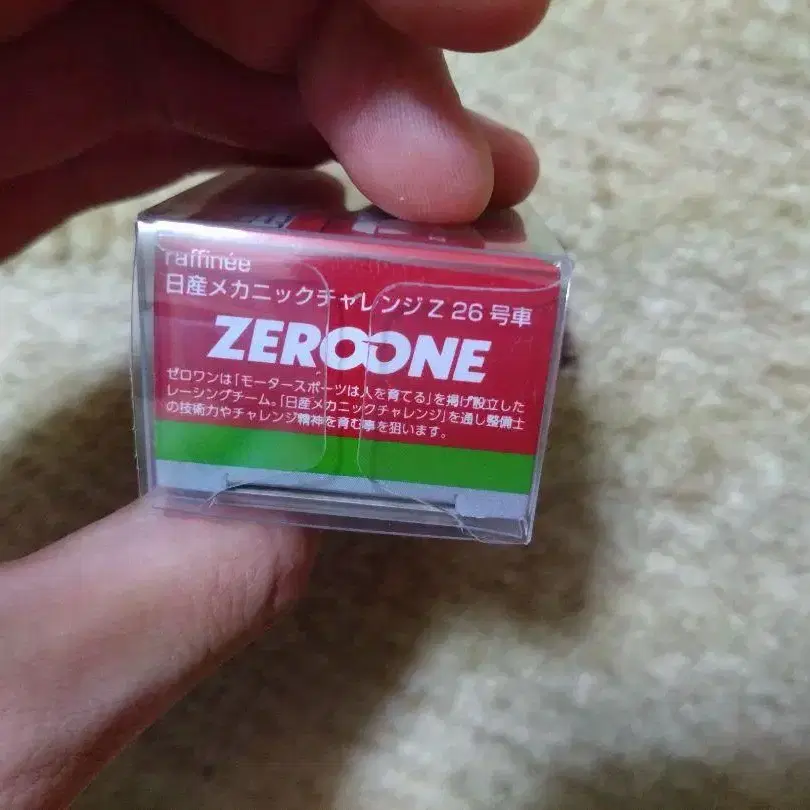 raffinée
日産メカニックチャレンジZ 26号車
ZEROONE
ゼロワンは「モータースポーツは人を育てる」を掲げ設立した
レーシングチーム。「日産メカニックチャレンジ」を通し整備士
の技術力やチャレンジ精神を育む事を狙います。